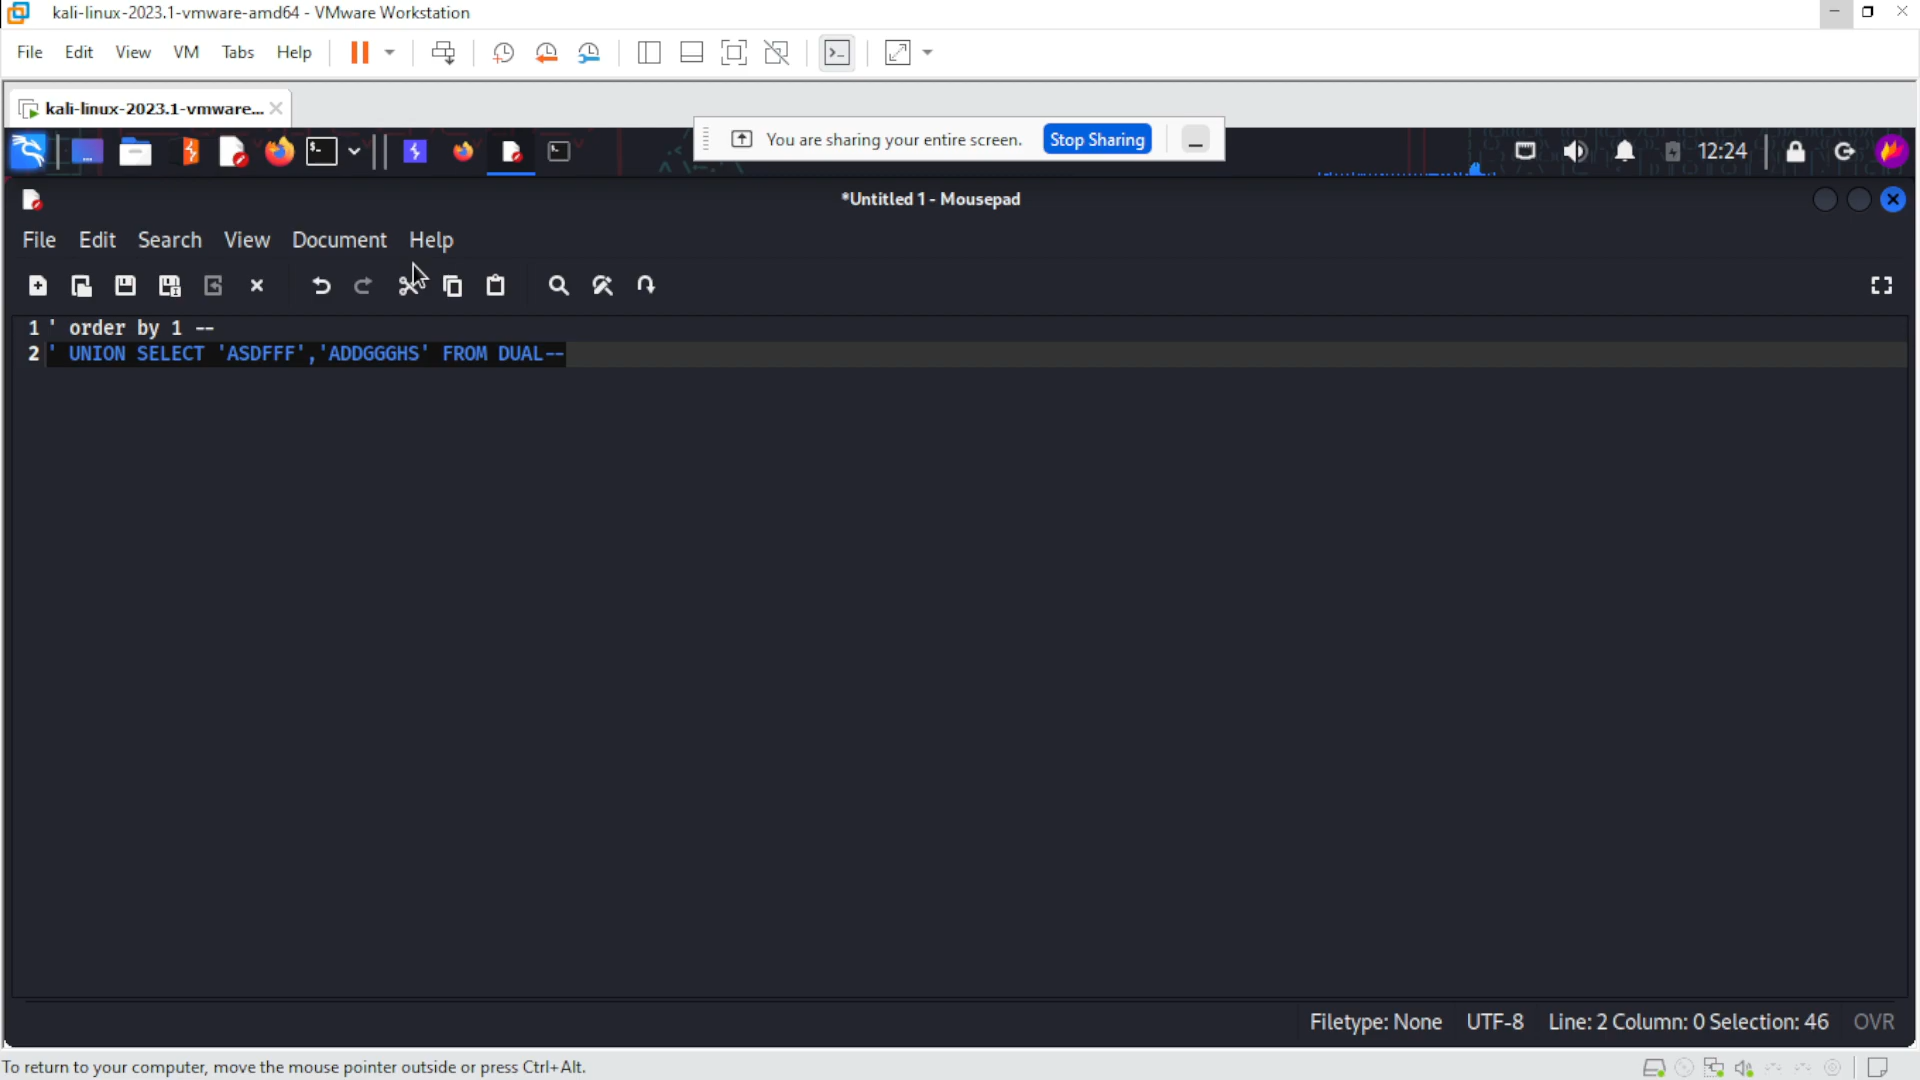 kali-linux-2023.1-vmware-amd64 - VMware Workstation
File Edit View VM Tabs Help
kali-linux-2023.1-vmware...
You are sharing your entire screen. Stop Sharing
12:24
*Untitled 1 - Mousepad
File Edit Search View Document Help
1 ' order by 1 --
2 ' UNION SELECT 'ASDFFF','ADDGGGHS' FROM DUAL--
Filetype: None UTF-8 Line: 2 Column: 0 Selection: 46 OVR
To return to your computer, move the mouse pointer outside or press Ctrl+Alt.